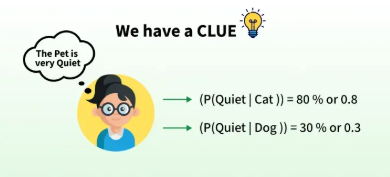 We have a CLUE
The Pet is
very Quiet
(P(Quiet | Cat )) = 80 % or 0.8
(P(Quiet | Dog )) = 30 % or 0.3